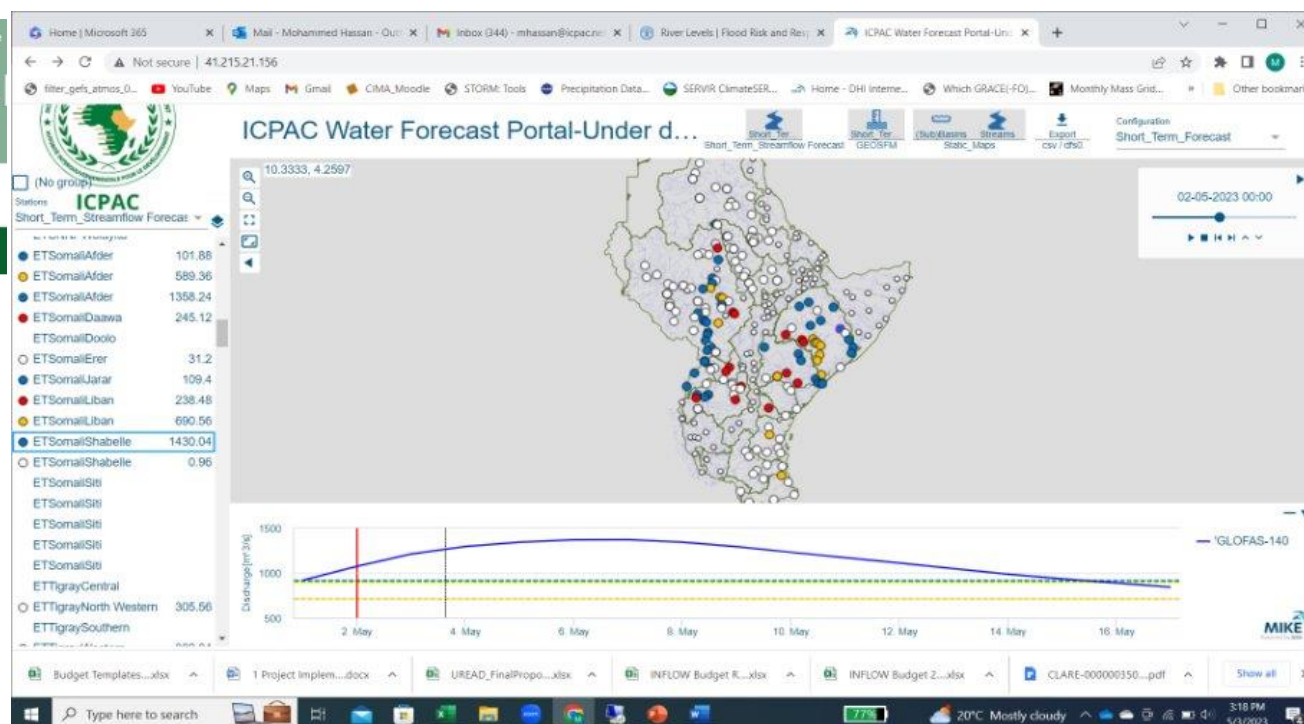 Home | Microsoft 365
Mail - Mohammed Hassan - Out
Inbox (344) - mhassan@icpac.ne
River Levels | Flood Risk and Res
ICPAC Water Forecast Portal-Un
Not secure | 41.215.21.156
filter_gefs_atmos_0...
YouTube
Maps
Gmail
CIMA_Moodle
STORM: Tools
Precipitation Data...
SERVIR ClimateSER...
Home - DHI Interne...
Which GRACE(-FO)...
Monthly Mass Grid...
Other bookmark
ICPAC Water Forecast Portal-Under d...
Short_Ter
Short_Term_Streamflow Forecast
Short_Ter
GEOSFM
(Sub)Basins Streams
Static_Maps
Export
csv / dfs0
Configuration
Short_Term_Forecast
(No group)
ICPAC
Stations
Short_Term_Streamflow Forecas
ETSomaliAfder 101.88
ETSomaliAfder 589.36
ETSomaliAfder 1358.24
ETSomaliDaawa 245.12
ETSomaliDoolo
ETSomaliErer 31.2
ETSomaliJarar 109.4
ETSomaliLiban 238.48
ETSomaliLiban 690.56
ETSomaliShabelle 1430.04
ETSomaliShabelle 0.96
ETSomaliSiti
ETSomaliSiti
ETSomaliSiti
ETSomaliSiti
ETSomaliSiti
ETTigrayCentral
ETTigrayNorth Western 305.56
ETTigraySouthern
10.3333, 4.2597
02-05-2023 00:00
Discharge[m^3/s]
1500
1000
500
2. May
4. May
6. May
8. May
10. May
12. May
14. May
16. May
'GLOFAS-140
MIKE
Budget Templates....xlsx
1 Project Implem....docx
UREAD_FinalPropo....xlsx
INFLOW Budget R....xlsx
INFLOW Budget 2....xlsx
CLARE-000000350....pdf
Show all
Type here to search
77%
20°C Mostly cloudy
3:18 PM
5/3/2023